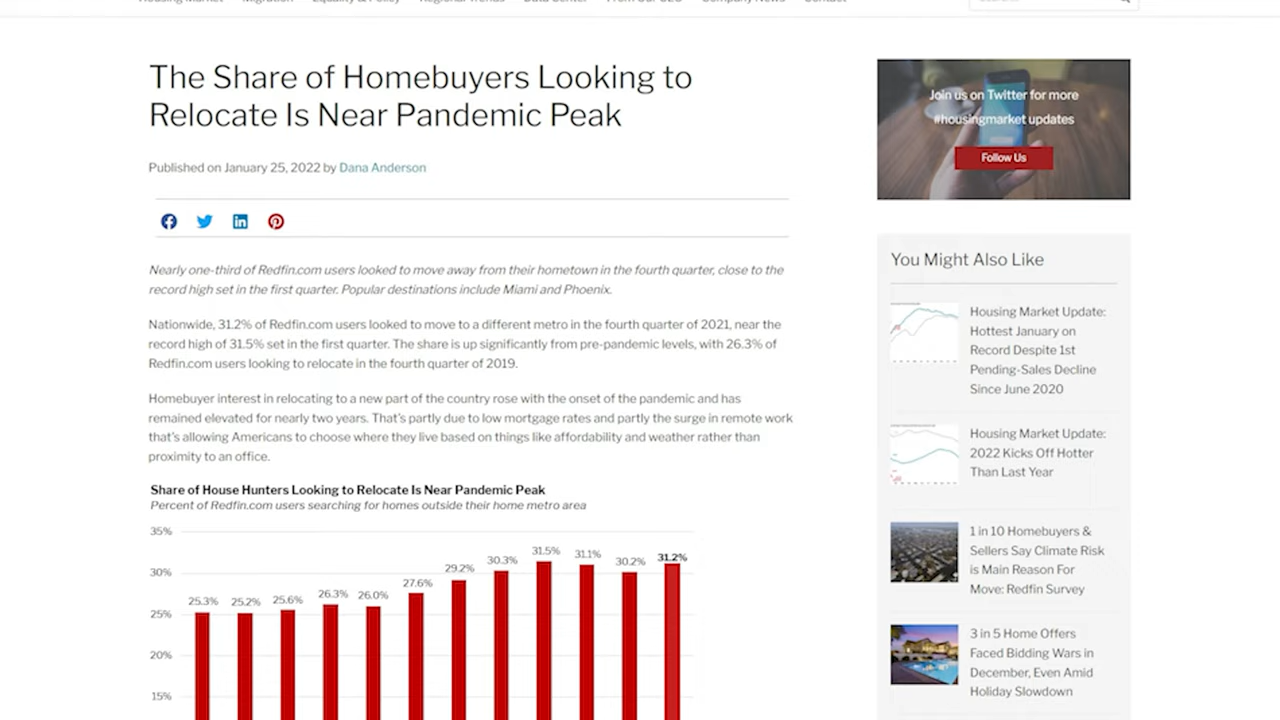 The Share of Homebuyers Looking to
Relocate Is Near Pandemic Peak
Published on January 25, 2022 by Dana Anderson
Nearly one-third of Redfin.com users looked to move away from their hometown in the fourth quarter, close to the
record high set in the first quarter. Popular destinations include Miami and Phoenix.
Nationwide, 31.2% of Redfin.com users looked to move to a different metro in the fourth quarter of 2021, near the
record high of 31.5% set in the first quarter. The share is up significantly from pre-pandemic levels, with 26.3% of
Redfin.com users looking to relocate in the fourth quarter of 2019.
Homebuyer interest in relocating to a new part of the country rose with the onset of the pandemic and has
remained elevated for nearly two years. That's partly due to low mortgage rates and partly the surge in remote work
that's allowing Americans to choose where they live based on things like affordability and weather rather than
proximity to an office.
Share of House Hunters Looking to Relocate Is Near Pandemic Peak
Percent of Redfin.com users searching for homes outside their home metro area
35%
30%
25%
20%
15%
25.3% 25.2% 25.6% 26.3% 26.0% 27.6% 29.2% 30.3% 31.5% 31.1% 30.2% 31.2%
Join us on Twitter for more
#housingmarket updates
Follow Us
You Might Also Like
Housing Market Update:
Hottest January on
Record Despite 1st
Pending-Sales Decline
Since June 2020
Housing Market Update:
2022 Kicks Off Hotter
Than Last Year
1 in 10 Homebuyers &
Sellers Say Climate Risk
is Main Reason For
Move: Redfin Survey
3 in 5 Home Offers
Faced Bidding Wars in
December, Even Amid
Holiday Slowdown